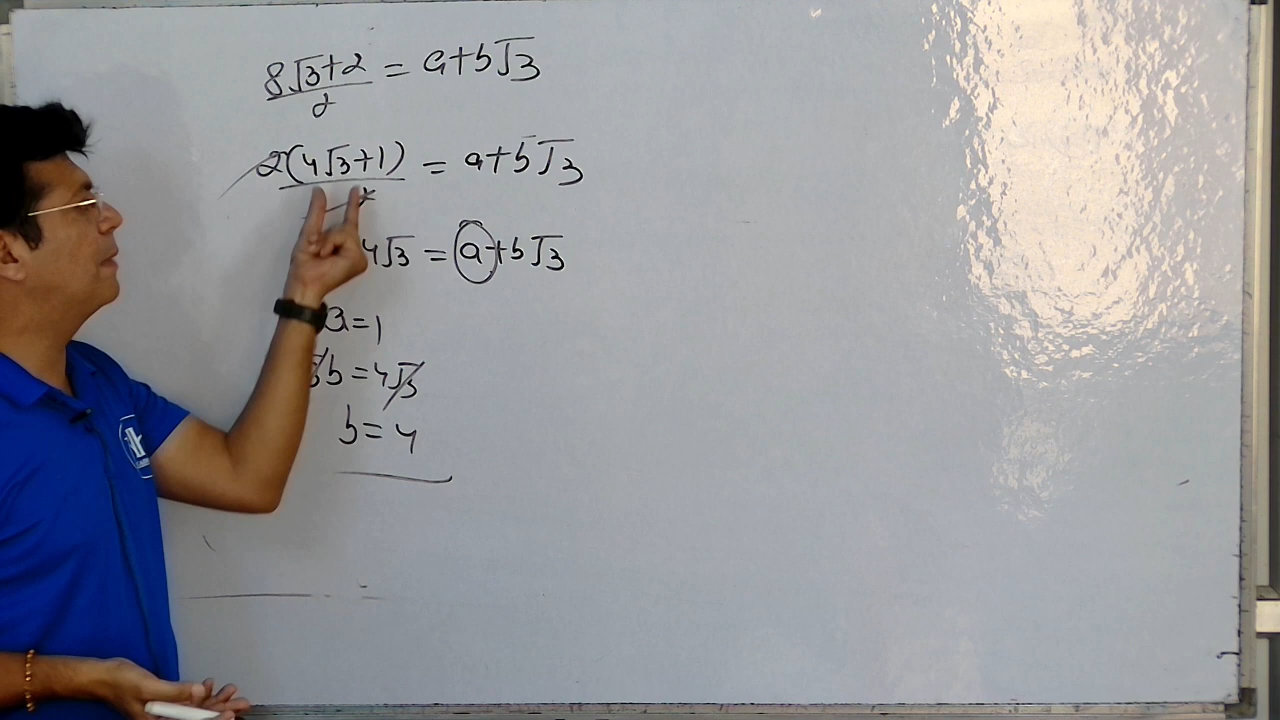 8√3+2 / 2 = a+b√3
2(4√3+1) / 2 = a+b√3
4√3 = a+b√3
a=1
b=4√3
b=4